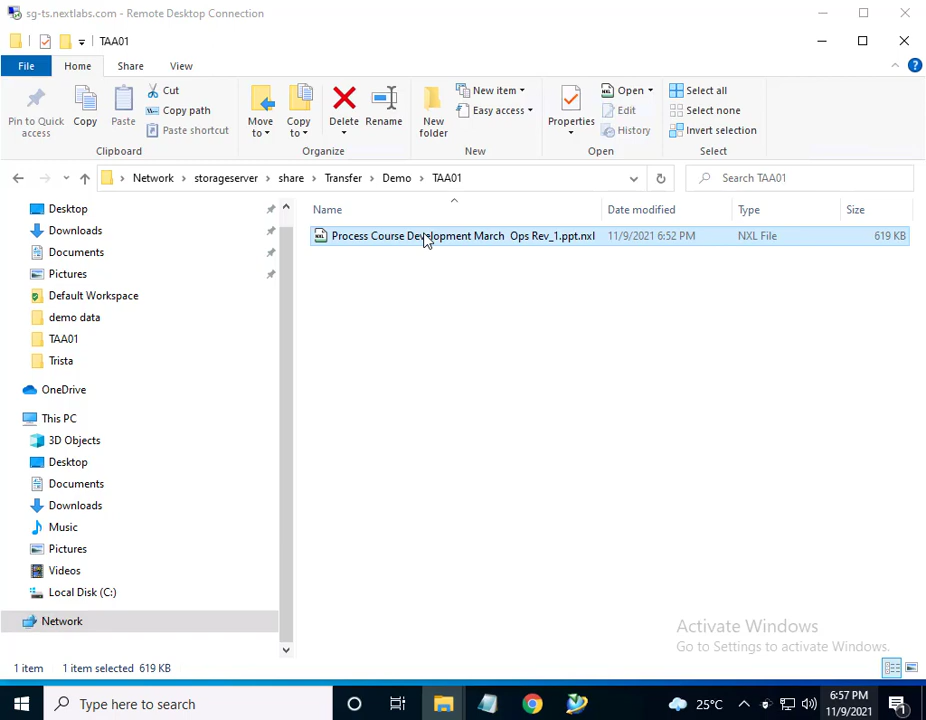 sg-ts.nextlabs.com - Remote Desktop Connection
TAA01
File Home Share View
Pin to Quick access
Copy
Paste
Cut
Copy path
Paste shortcut
Clipboard
Move to
Copy to
Delete
Rename
Organize
New folder
New item
Easy access
New
Properties
Open
Edit
History
Open
Select all
Select none
Invert selection
Select
Network > storageserver > share > Transfer > Demo > TAA01
Search TAA01
Name Date modified Type Size
Process Course Development March Ops Rev_1.ppt.nxl 11/9/2021 6:52 PM NXL File 619 KB
Desktop
Downloads
Documents
Pictures
Default Workspace
demo data
TAA01
Trista
OneDrive
This PC
3D Objects
Desktop
Documents
Downloads
Music
Pictures
Videos
Local Disk (C:)
Network
Activate Windows
Go to Settings to activate Windows.
1 item 1 item selected 619 KB
Type here to search
25°C
6:57 PM
11/9/2021
1